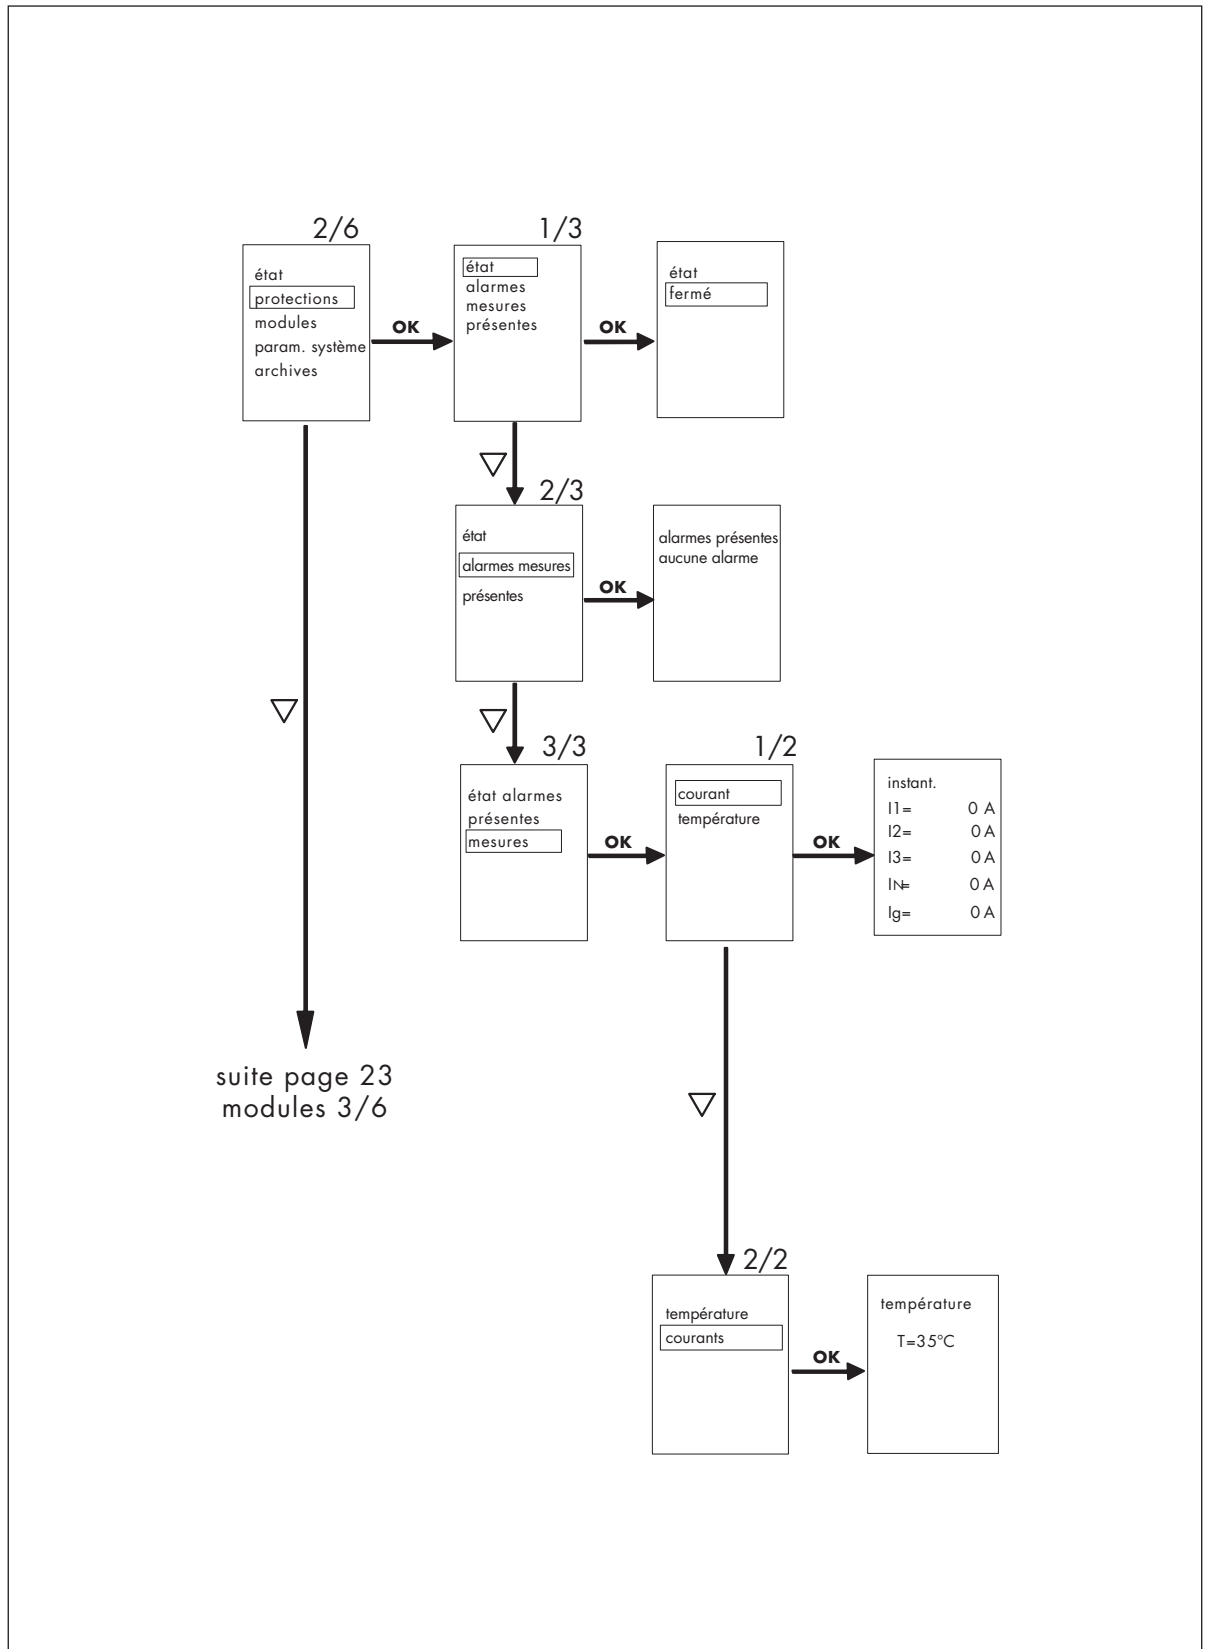 2/6
état
protections
modules
param. système
archives
OK
1/3
état
alarmes
mesures
présentes
OK
état
fermé
2/3
état
alarmes mesures
présentes
OK
alarmes présentes
aucune alarme
3/3
état alarmes
présentes
mesures
OK
1/2
courant
température
OK
instant.
I1= 0 A
I2= 0 A
I3= 0 A
IN= 0 A
Ig= 0 A
suite page 23
modules 3/6
2/2
température
courants
OK
température
T=35°C